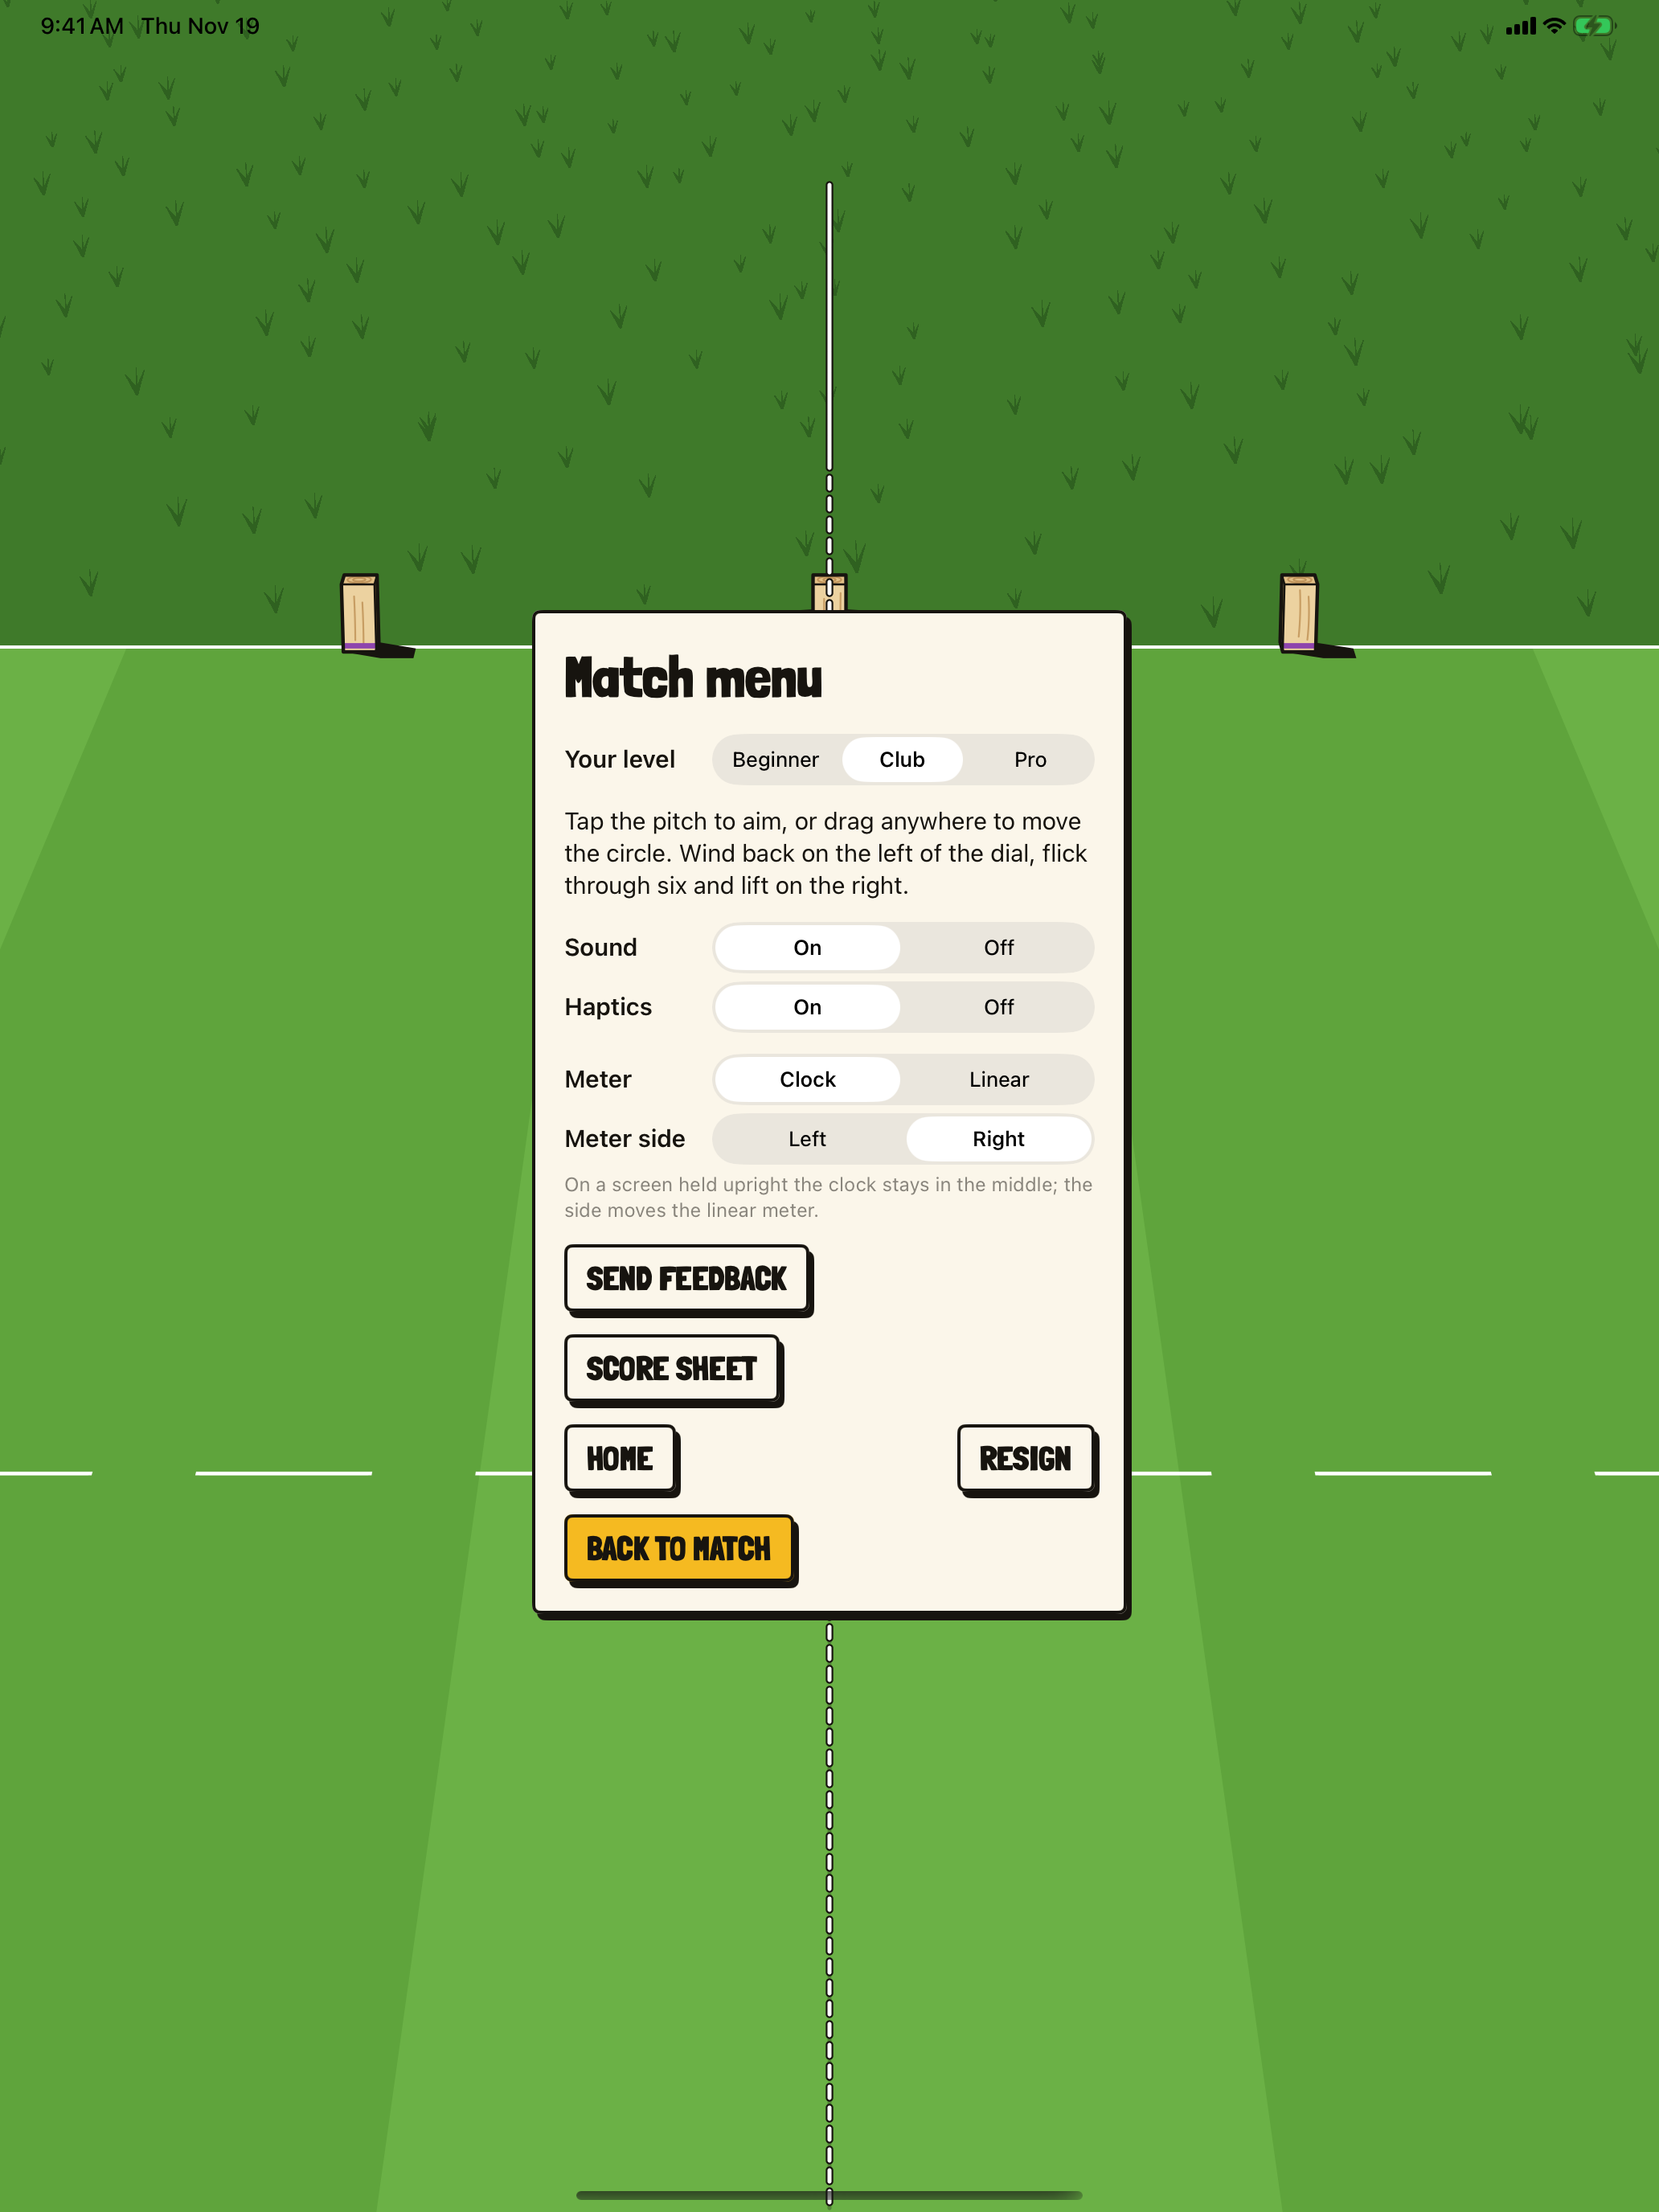 9:41 AM Thu Nov 19
Match menu
Your level Beginner Club Pro
Tap the pitch to aim, or drag anywhere to move
the circle. Wind back on the left of the dial, flick
through six and lift on the right.
Sound On Off
Haptics On Off
Meter Clock Linear
Meter side Left Right
On a screen held upright the clock stays in the middle; the
side moves the linear meter.
SEND FEEDBACK
SCORE SHEET
HOME RESIGN
BACK TO MATCH